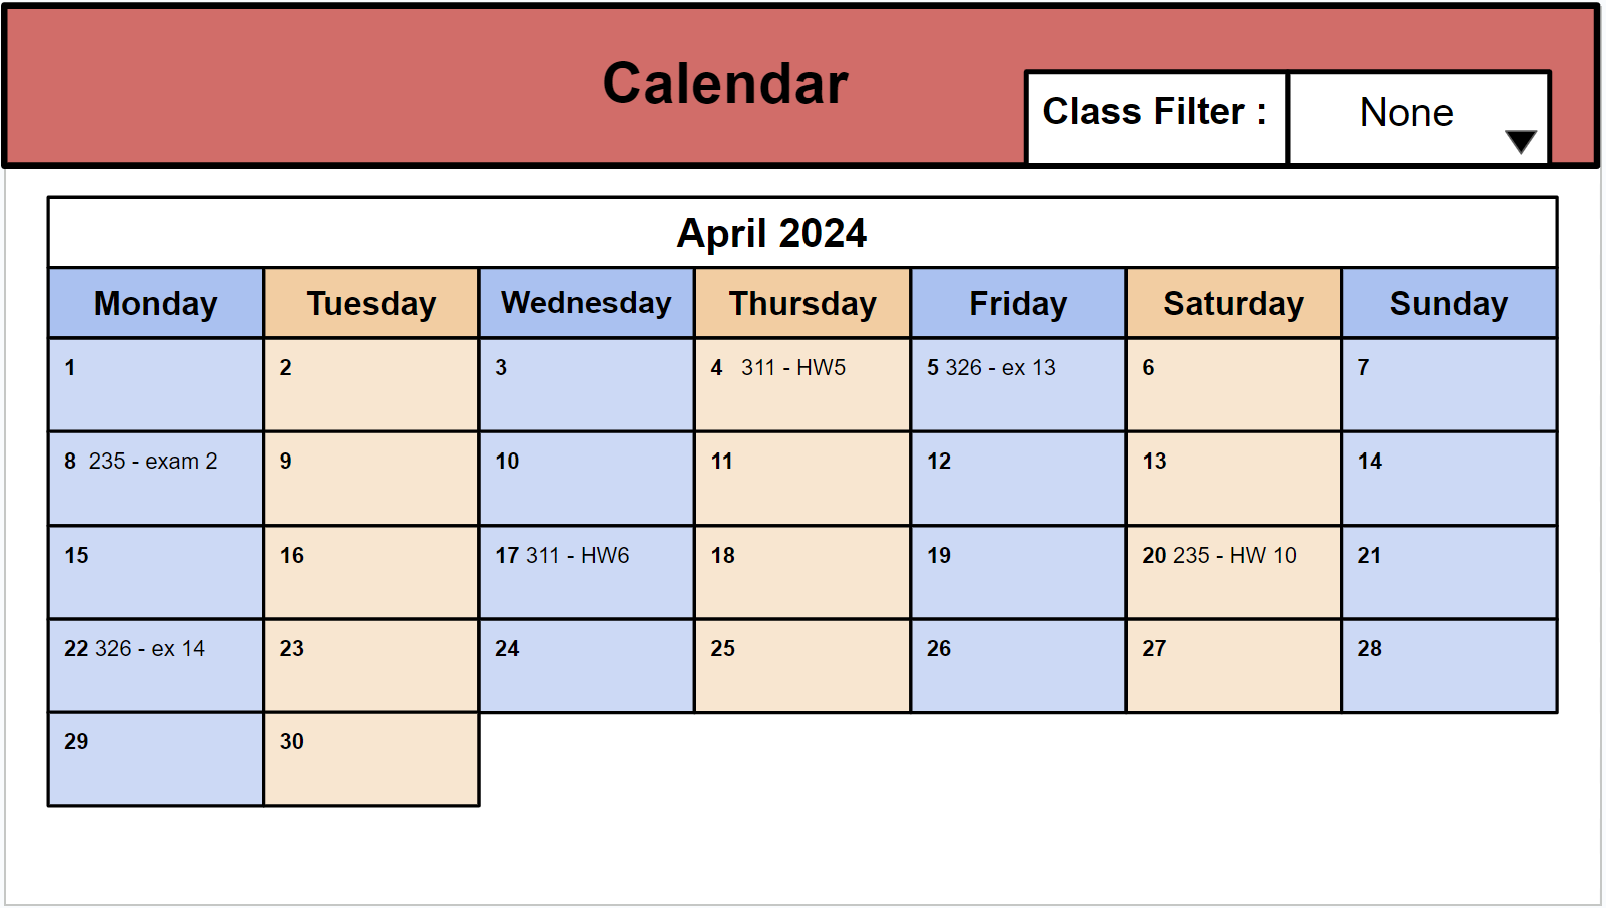 Calendar
Class Filter :
None
April 2024
Monday Tuesday Wednesday Thursday Friday Saturday Sunday
1 2 3 4 311 - HW5 5 326 - ex 13 6 7
8 235 - exam 2 9 10 11 12 13 14
15 16 17 311 - HW6 18 19 20 235 - HW 10 21
22 326 - ex 14 23 24 25 26 27 28
29 30